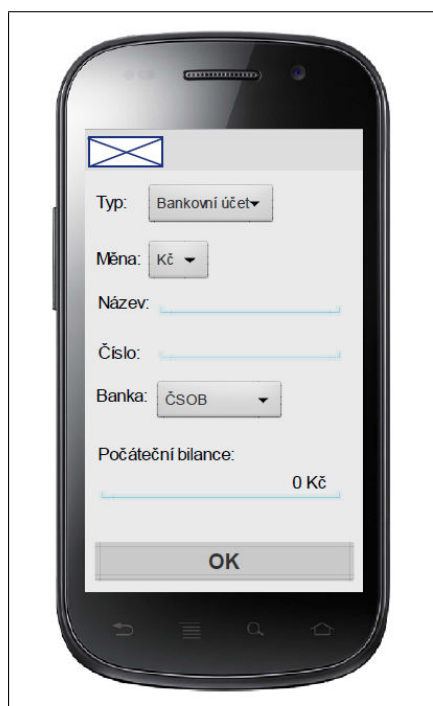 Typ: Bankovní účet
Měna: Kč
Název:
Číslo:
Banka: ČSOB
Počáteční bilance:
0 Kč
OK